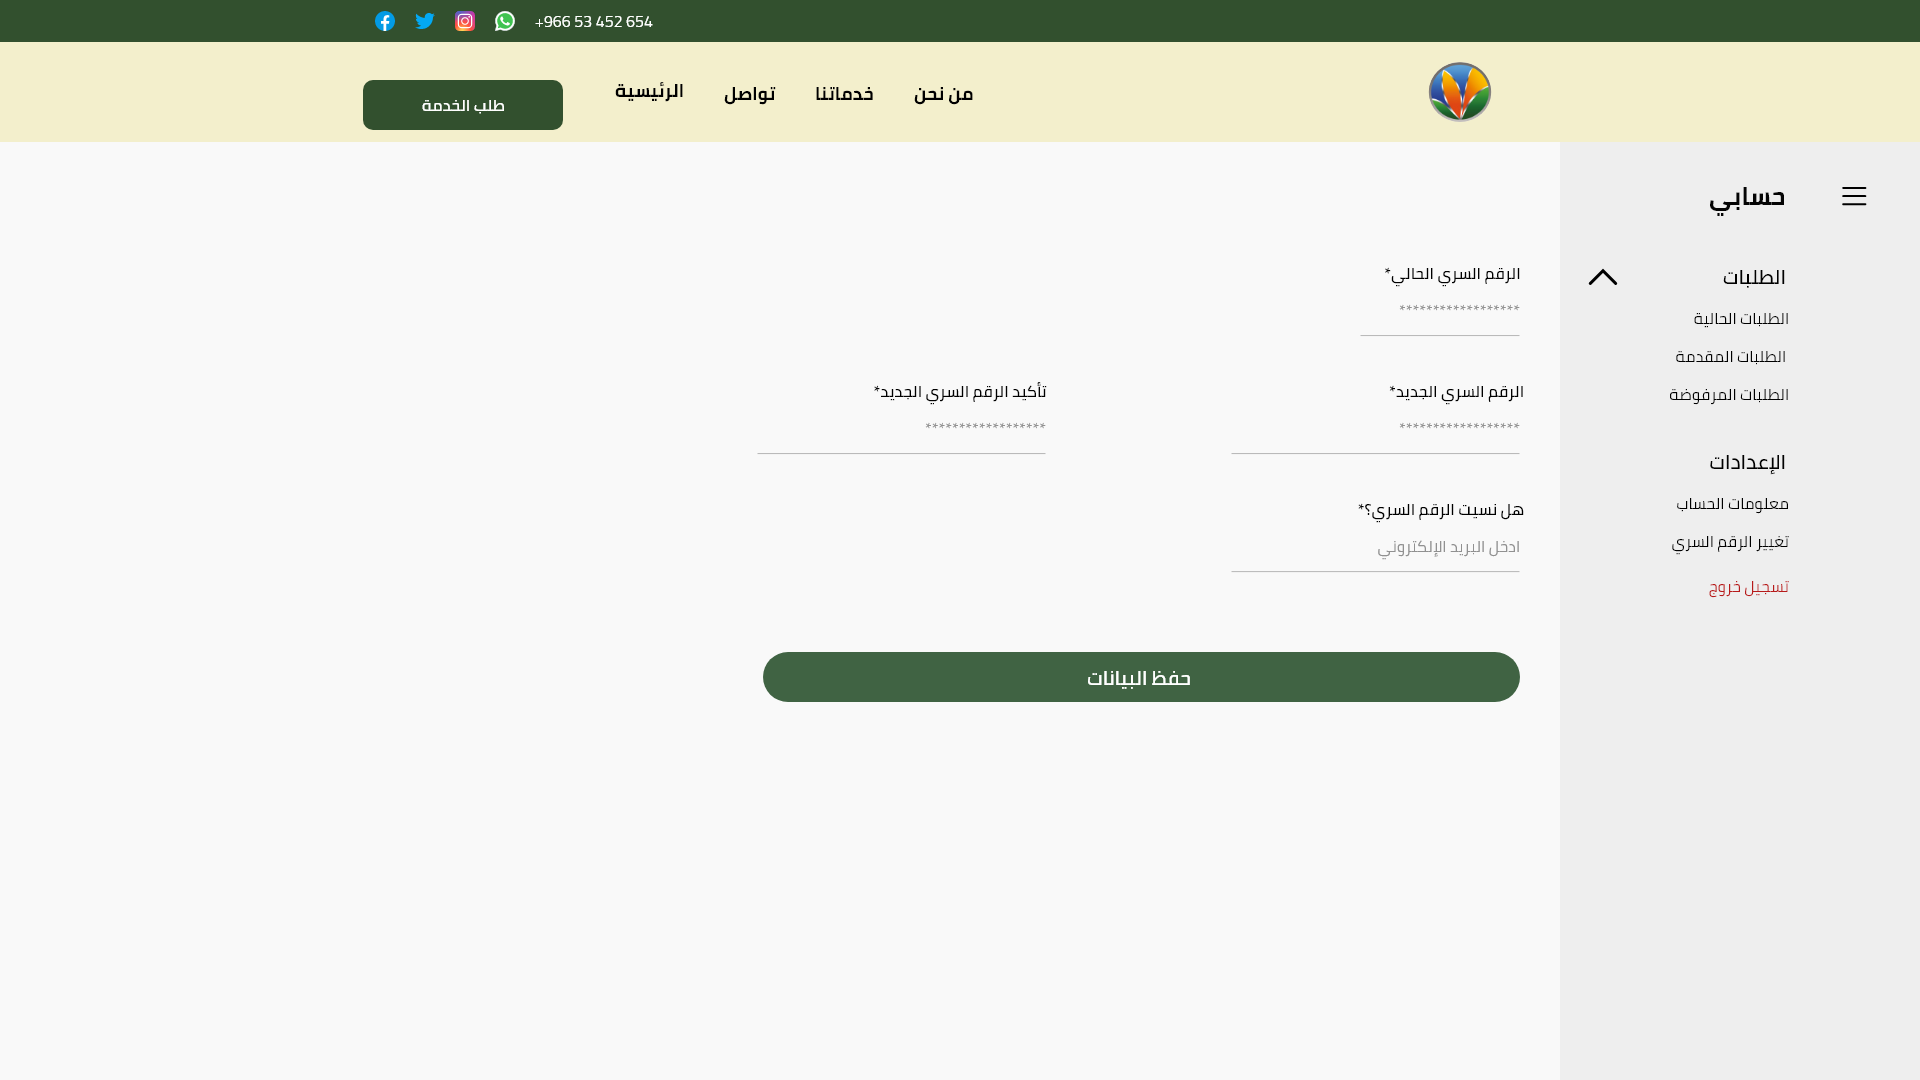 +966 53 452 654
من نحن
خدماتنا
تواصل
الرئيسية
طلب الخدمة
حسابي
الطلبات
الطلبات الحالية
الطلبات المقدمة
الطلبات المرفوضة
الإعدادات
معلومات الحساب
تغيير الرقم السري
تسجيل خروج
الرقم السري الحالي*
******************
الرقم السري الجديد*
******************
تأكيد الرقم السري الجديد*
******************
هل نسيت الرقم السري؟*
ادخل البريد الإلكتروني
حفظ البيانات